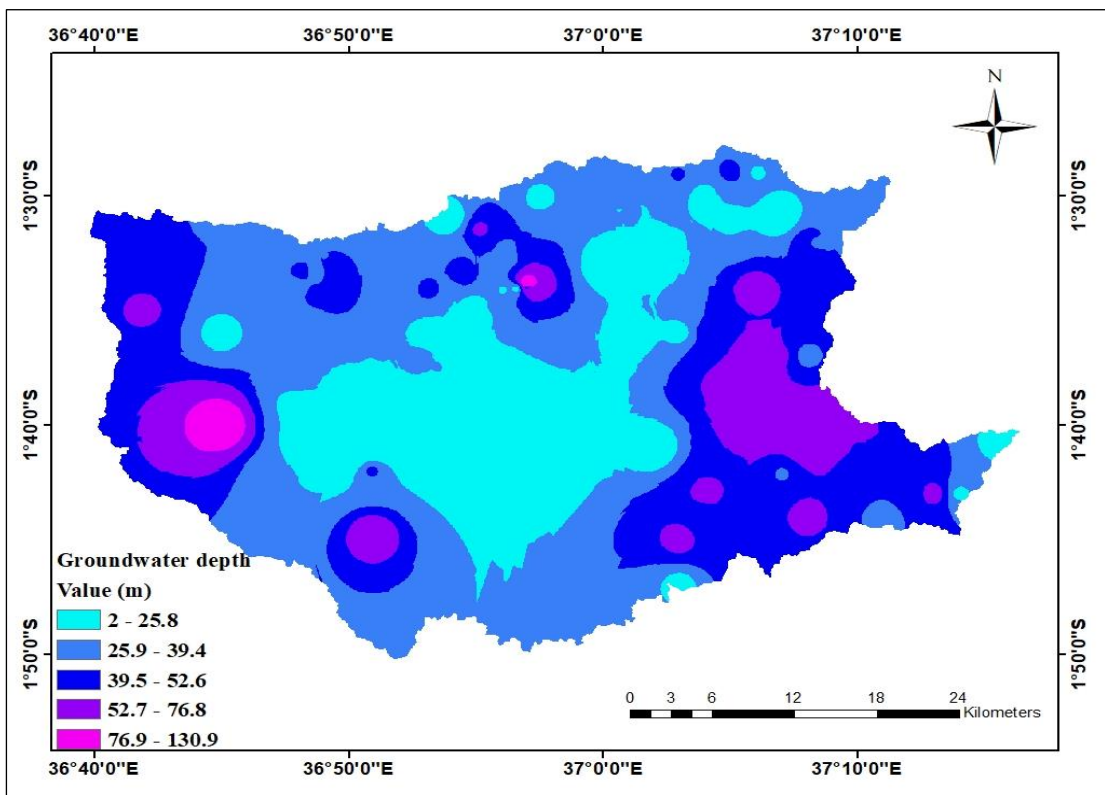 36°40'0"E 36°50'0"E 37°0'0"E 37°10'0"E
N
1°30'0"S 1°30'0"S
1°40'0"S 1°40'0"S
Groundwater depth
Value (m)
2 - 25.8
25.9 - 39.4
39.5 - 52.6
52.7 - 76.8
76.9 - 130.9
1°50'0"S 1°50'0"S
0 3 6 12 18 24
Kilometers
36°40'0"E 36°50'0"E 37°0'0"E 37°10'0"E